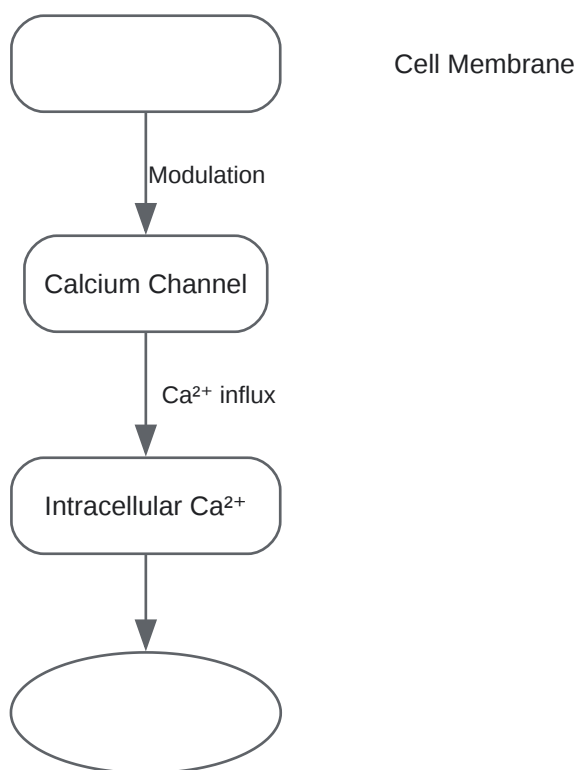 Cell Membrane
Modulation
Calcium Channel
Ca²⁺ influx
Intracellular Ca²⁺